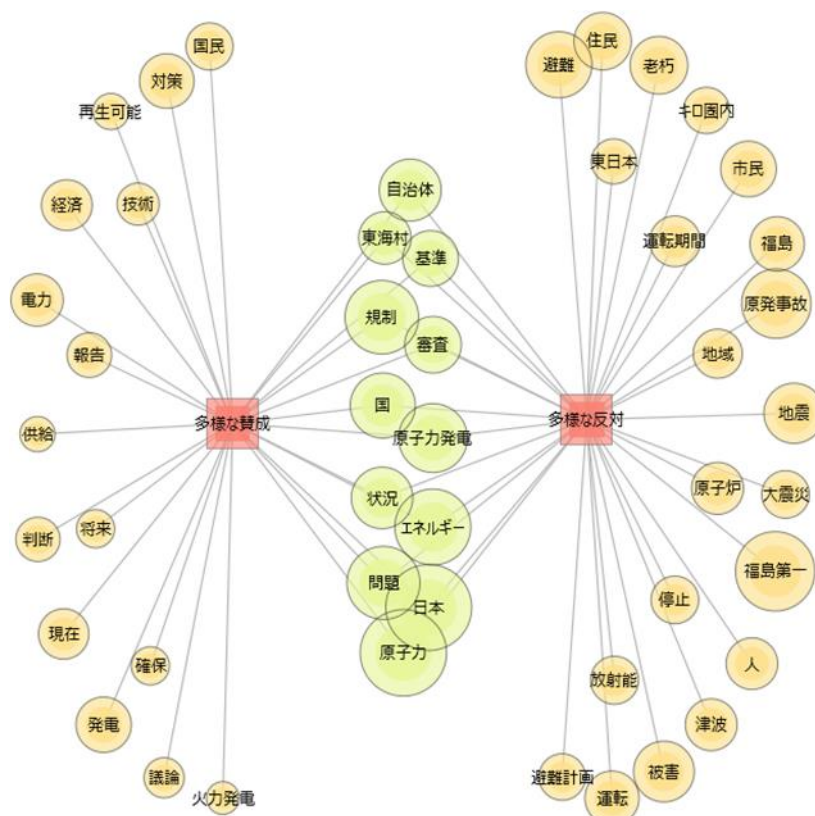 国民
対策
再生可能
経済
技術
電力
報告
供給
判断
将来
現在
確保
発電
議論
火力発電
多様な賛成
自治体
東海村
基準
規制
審査
国
原子力発電
状況
エネルギー
問題
日本
原子力
多様な反対
住民
避難
老朽
キロ圏内
東日本
市民
運転期間
福島
原発事故
地域
地震
原子炉
大震災
福島第一
停止
人
放射能
津波
避難計画
被害
運転